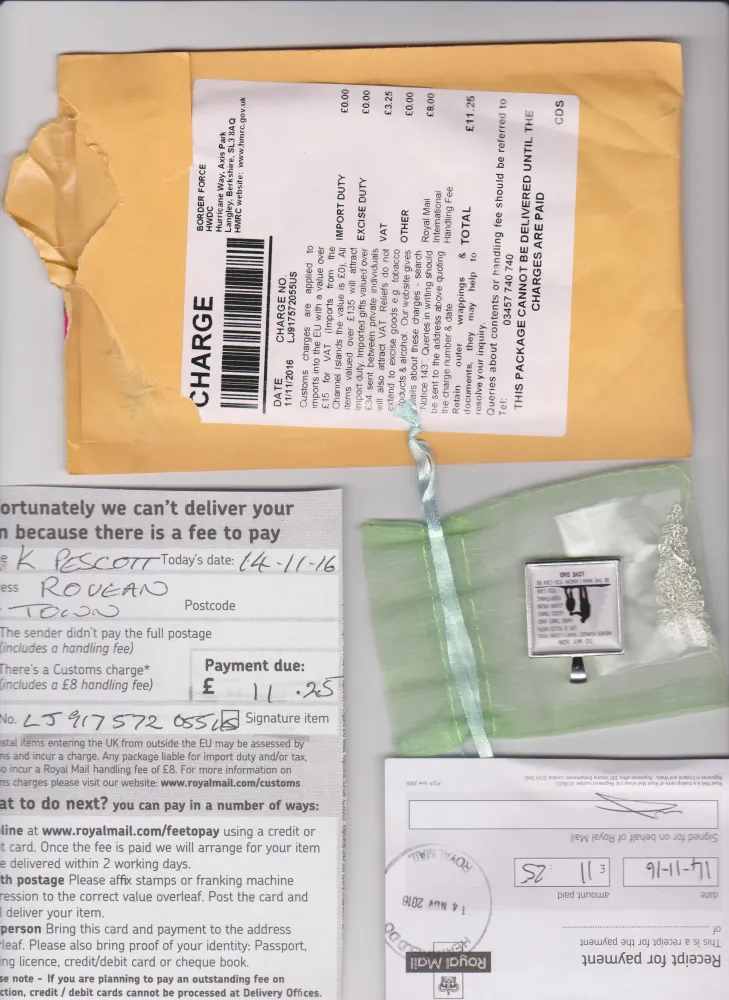 CHARGE
BORDER FORCE
HWDC
Hurricane Way, Axis Park
Langley, Berkshire, SL3 8AQ
HMRC website: www.hmrc.gov.uk
DATE CHARGE NO.
11/11/2016 LJ917572055US
Customs charges are applied to
imports into the EU with a value over
£15 for VAT (Imports from the
Channel Islands the value is £0). All
items valued over £135 will attract
import duty. Imported gifts valued over
£34 sent between private individuals
will also attract VAT. Reliefs do not
extend to excise goods e.g. tobacco
products & alcohol. Our website gives
details about these charges - search
'Notice 143'. Queries in writing should
be sent to the address above quoting
the charge number & date.
Retain outer wrappings &
documents, they may help to
resolve your inquiry.
IMPORT DUTY £0.00
EXCISE DUTY £0.00
VAT £3.25
OTHER £0.00
Royal Mail
International
Handling Fee £8.00
TOTAL £11.25
Queries about contents or handling fee should be referred to
Tel: 03457 740 740
THIS PACKAGE CANNOT BE DELIVERED UNTIL THE
CHARGES ARE PAID
CDS
ortunately we can't deliver your
n because there is a fee to pay
e K PESCOTT Today's date: 14-11-16
ess ROUEAN
TOWN Postcode
The sender didn't pay the full postage
(includes a handling fee)
There's a Customs charge*
(includes a £8 handling fee)
Payment due:
£ 11.25
No. LJ917572055US Signature item
stal items entering the UK from outside the EU may be assessed by
ms and incur a charge. Any package liable for import duty and/or tax,
so incur a Royal Mail handling fee of £8. For more information on
ms charges please visit our website: www.royalmail.com/customs
at to do next? you can pay in a number of ways:
line at www.royalmail.com/feetopay using a credit or
t card. Once the fee is paid we will arrange for your item
e delivered within 2 working days.
th postage Please affix stamps or franking machine
ression to the correct value overleaf. Post the card and
l deliver your item.
person Bring this card and payment to the address
leaf. Please also bring proof of your identity: Passport,
ing licence, credit/debit card or cheque book.
se note - If you are planning to pay an outstanding fee on
ction, credit / debit cards cannot be processed at Delivery Offices.
TO MY SON
LOVE DAD
Receipt for payment
This is a receipt for the payment
of
date amount paid
14-11-16 £ 11 : 25
Signed for on behalf of Royal Mail
Royal Mail
ROYAL MAIL
14 NOV 2016